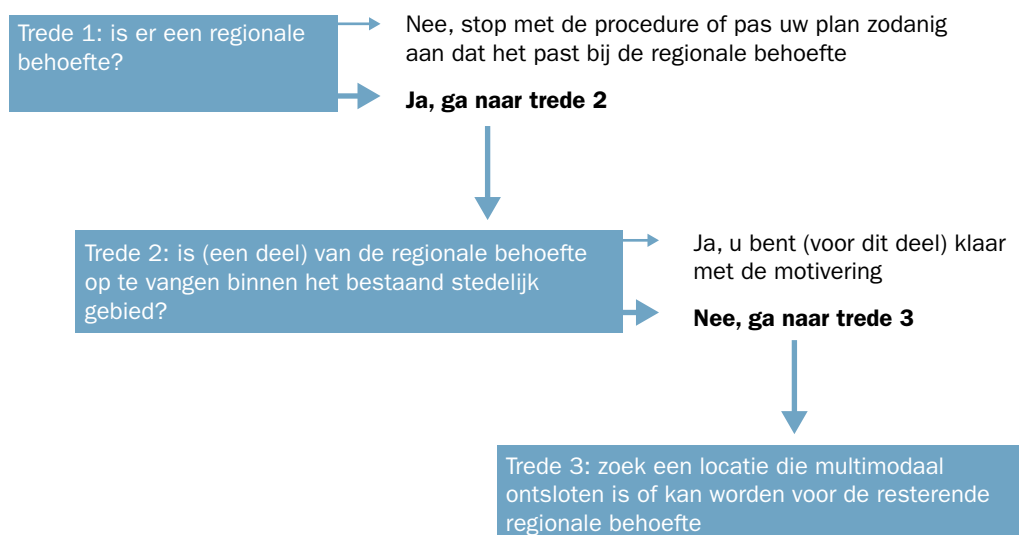 Trede 1: is er een regionale
behoefte?
Nee, stop met de procedure of pas uw plan zodanig
aan dat het past bij de regionale behoefte
Ja, ga naar trede 2
Trede 2: is (een deel) van de regionale behoefte
op te vangen binnen het bestaand stedelijk
gebied?
Ja, u bent (voor dit deel) klaar
met de motivering
Nee, ga naar trede 3
Trede 3: zoek een locatie die multimodaal
ontsloten is of kan worden voor de resterende
regionale behoefte